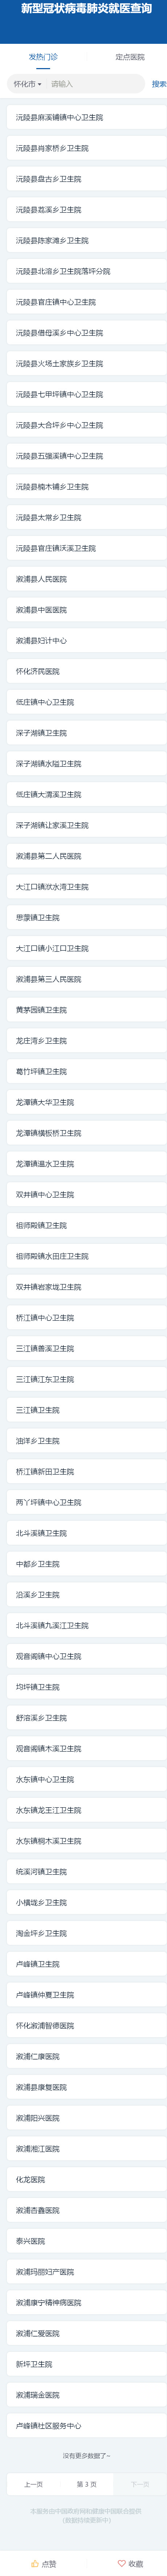 新型冠状病毒肺炎就医查询
发热门诊
定点医院
怀化市
请输入
搜索
沅陵县麻溪铺镇中心卫生院
沅陵县肖家桥乡卫生院
沅陵县盘古乡卫生院
沅陵县荔溪乡卫生院
沅陵县陈家滩乡卫生院
沅陵县北溶乡卫生院落坪分院
沅陵县官庄镇中心卫生院
沅陵县借母溪乡中心卫生院
沅陵县火场土家族乡卫生院
沅陵县七甲坪镇中心卫生院
沅陵县大合坪乡中心卫生院
沅陵县五强溪镇中心卫生院
沅陵县楠木铺乡卫生院
沅陵县太常乡卫生院
沅陵县官庄镇沃溪卫生院
溆浦县人民医院
溆浦县中医医院
溆浦县妇计中心
怀化济民医院
低庄镇中心卫生院
深子湖镇卫生院
深子湖镇水隘卫生院
低庄镇大渭溪卫生院
深子湖镇让家溪卫生院
溆浦县第二人民医院
大江口镇洑水湾卫生院
思蒙镇卫生院
大江口镇小江口卫生院
溆浦县第三人民医院
黄茅园镇卫生院
龙庄湾乡卫生院
葛竹坪镇卫生院
龙潭镇大华卫生院
龙潭镇横板桥卫生院
龙潭镇温水卫生院
双井镇中心卫生院
祖师殿镇卫生院
祖师殿镇水田庄卫生院
双井镇岩家垅卫生院
桥江镇中心卫生院
三江镇善溪卫生院
三江镇江东卫生院
三江镇卫生院
油洋乡卫生院
桥江镇新田卫生院
两丫坪镇中心卫生院
北斗溪镇卫生院
中都乡卫生院
沿溪乡卫生院
北斗溪镇九溪江卫生院
观音阁镇中心卫生院
均坪镇卫生院
舒溶溪乡卫生院
观音阁镇木溪卫生院
水东镇中心卫生院
水东镇龙王江卫生院
水东镇桐木溪卫生院
统溪河镇卫生院
小横垅乡卫生院
淘金坪乡卫生院
卢峰镇卫生院
卢峰镇仲夏卫生院
怀化溆浦智德医院
溆浦仁康医院
溆浦县康复医院
溆浦阳兴医院
溆浦湘江医院
化龙医院
溆浦杏鑫医院
泰兴医院
溆浦玛丽妇产医院
溆浦康宁精神病医院
溆浦仁爱医院
新坪卫生院
溆浦瑞金医院
卢峰镇社区服务中心
没有更多数据了~
上一页
第 3 页
下一页
点赞
收藏